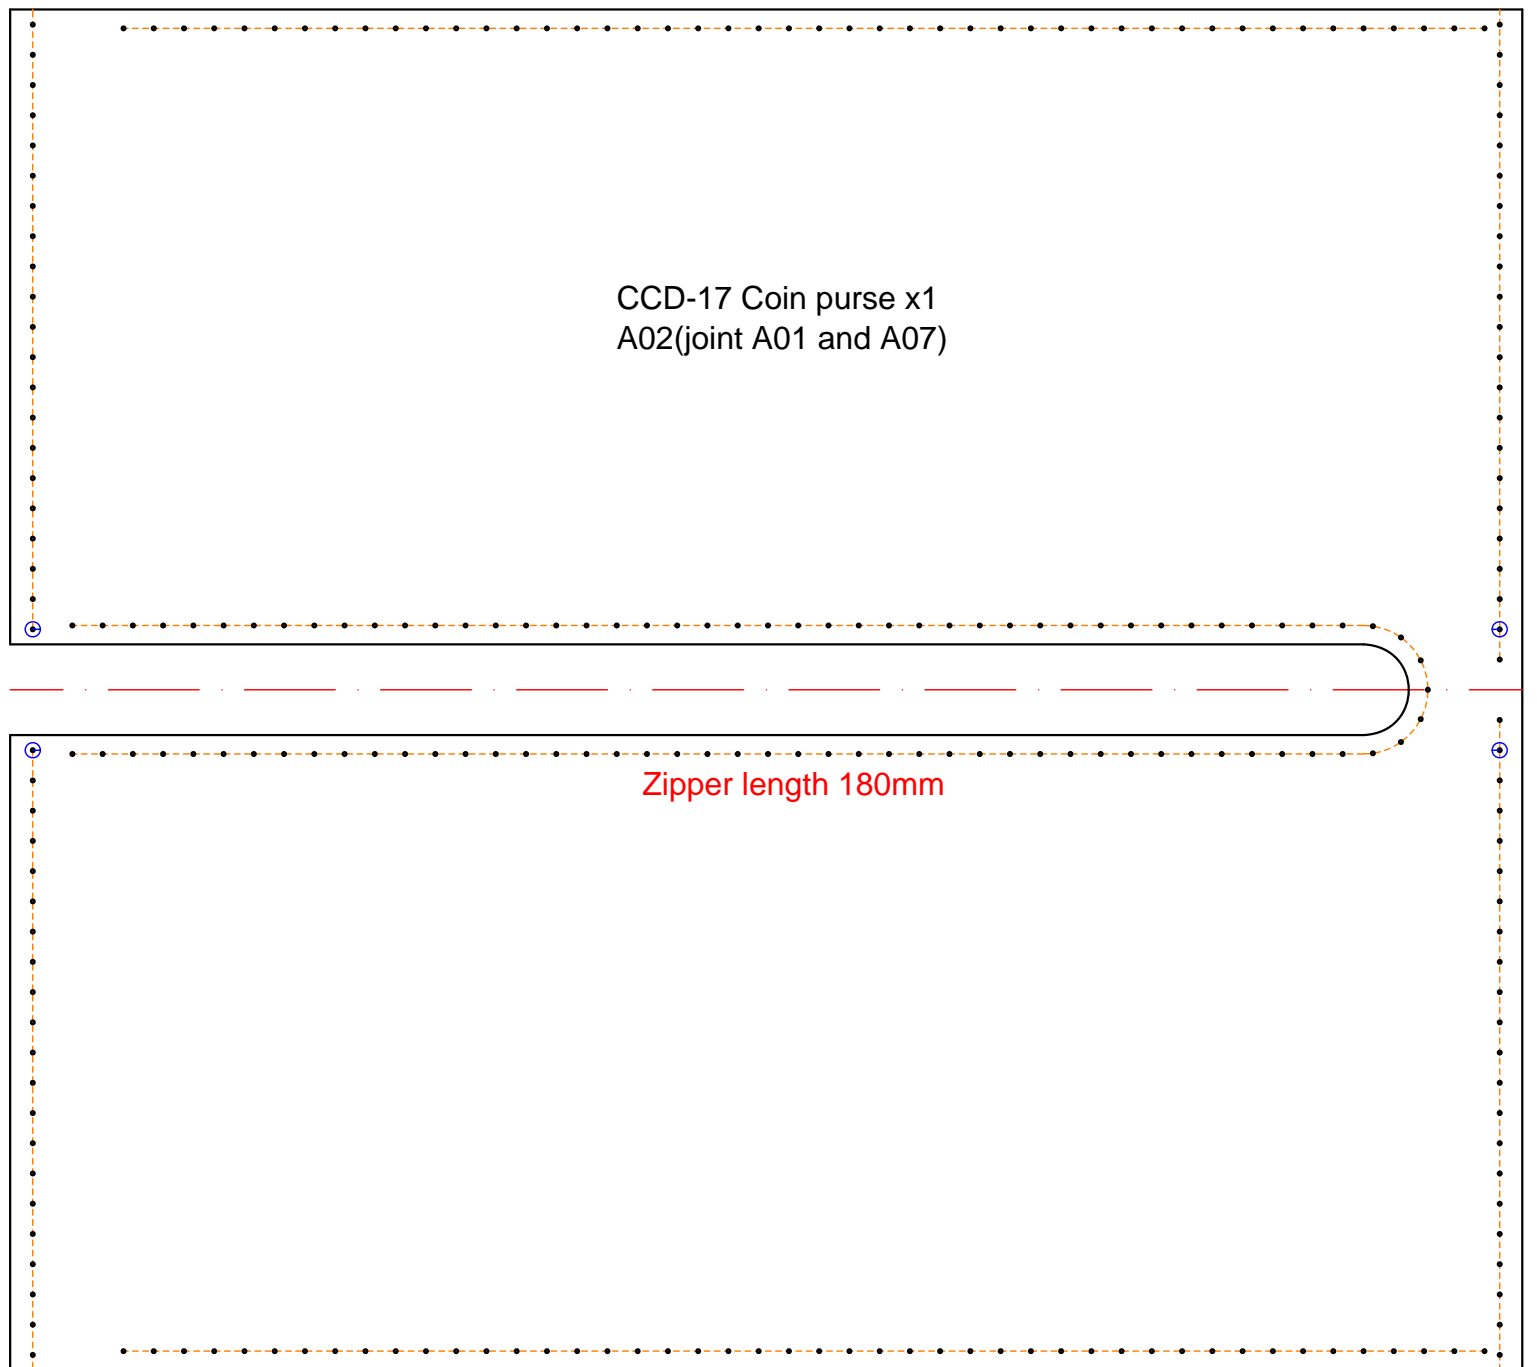 CCD-17 Coin purse x1
A02(joint A01 and A07)
Zipper length 180mm